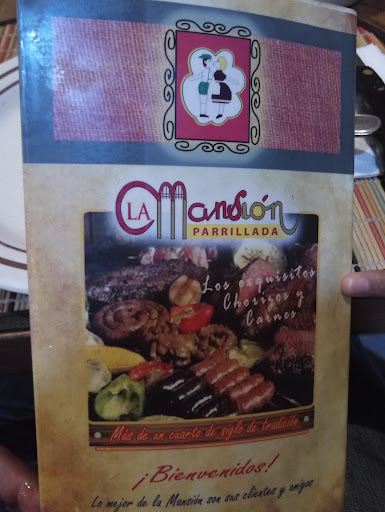 LA Mansión
PARRILLADA
Los exquisitos
Chorizos y
Carnes
Más de un cuarto de siglo de tradición
¡Bienvenidos!
Lo mejor de la Mansión son sus clientes y amigos